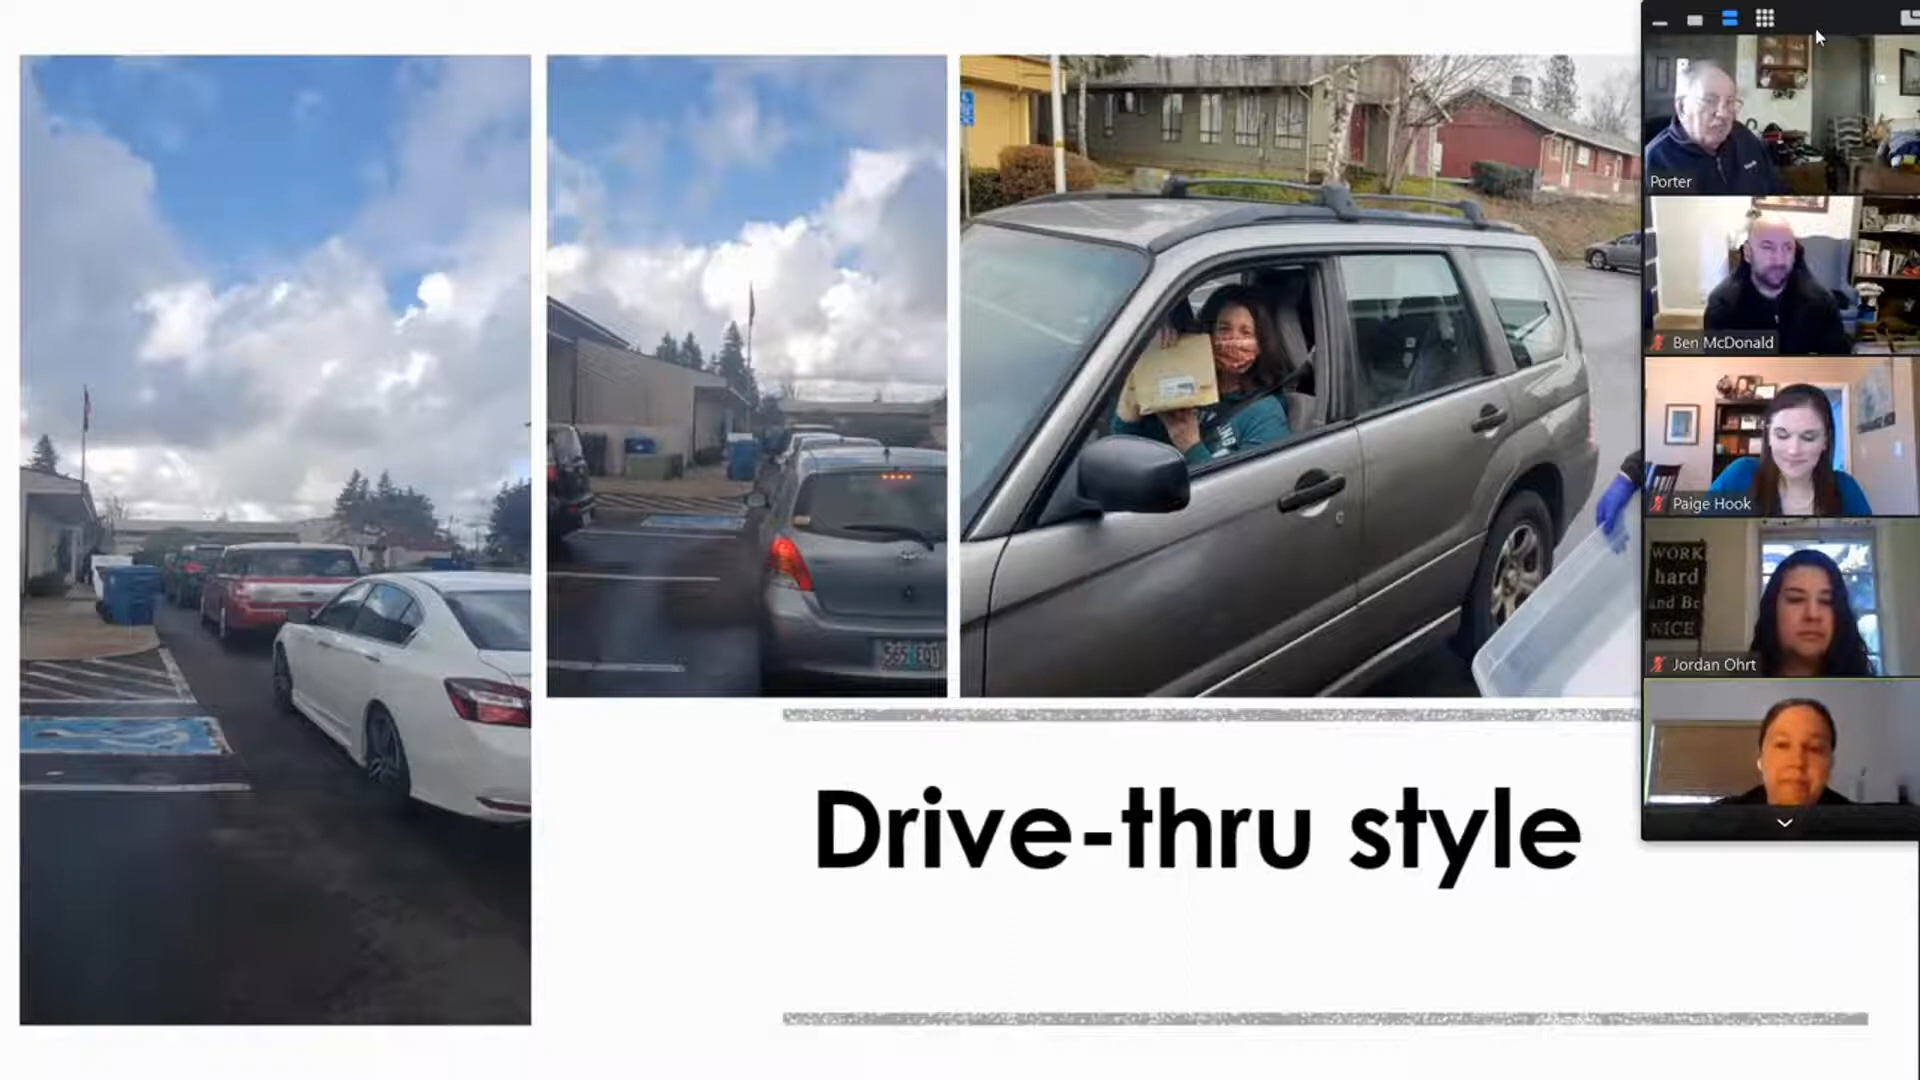 Drive-thru style
Porter
Ben McDonald
Paige Hook
WORK
hard
and Be
NICE
Jordan Ohrt